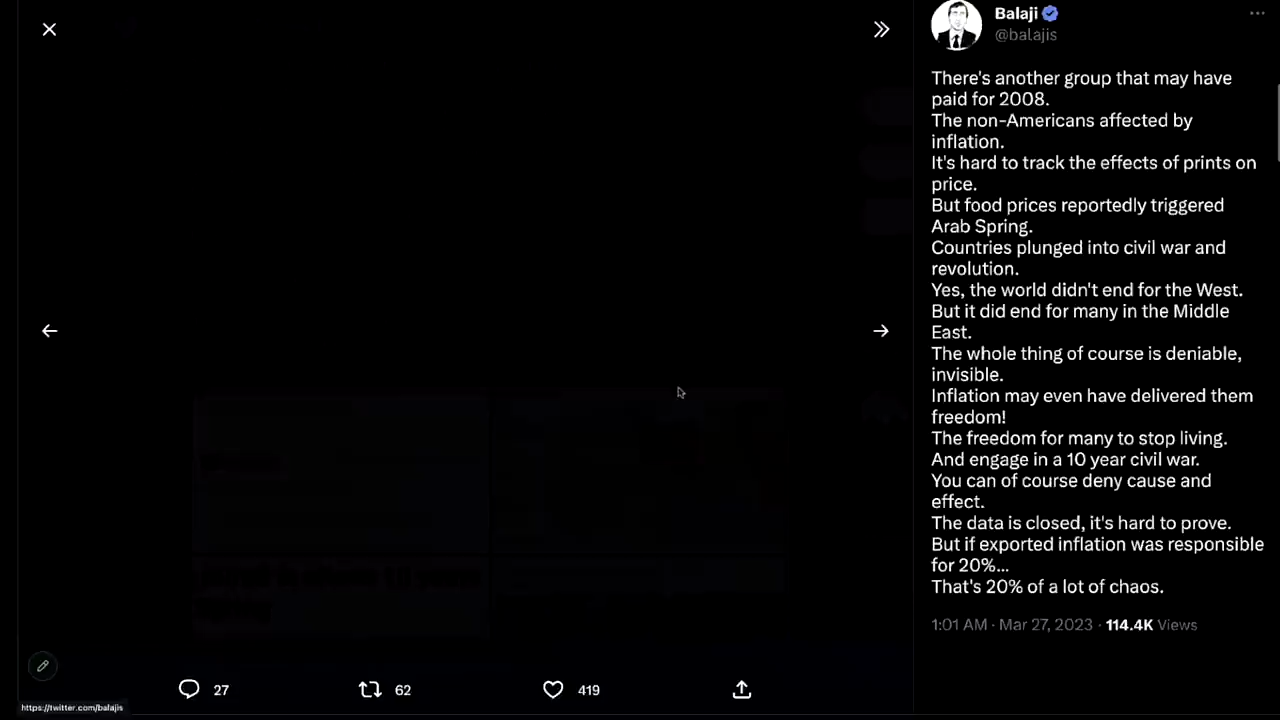 Balaji
@balajis
There's another group that may have
paid for 2008.
The non-Americans affected by
inflation.
It's hard to track the effects of prints on
price.
But food prices reportedly triggered
Arab Spring.
Countries plunged into civil war and
revolution.
Yes, the world didn't end for the West.
But it did end for many in the Middle
East.
The whole thing of course is deniable,
invisible.
Inflation may even have delivered them
freedom!
The freedom for many to stop living.
And engage in a 10 year civil war.
You can of course deny cause and
effect.
The data is closed, it's hard to prove.
But if exported inflation was responsible
for 20%...
That's 20% of a lot of chaos.
1:01 AM · Mar 27, 2023 · 114.4K Views
27 62 419
https://twitter.com/balajis